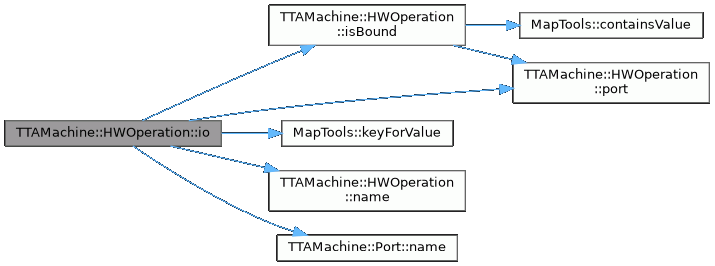 TTAMachine::HWOperation
::isBound
MapTools::containsValue
TTAMachine::HWOperation
::port
TTAMachine::HWOperation::io
MapTools::keyForValue
TTAMachine::HWOperation
::name
TTAMachine::Port::name